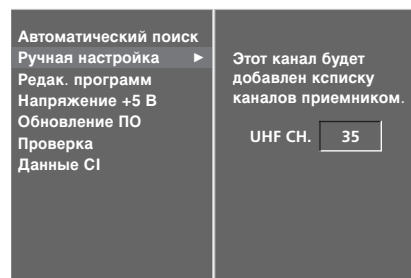 Автоматический поиск
Ручная настройка ►
Редак. программ
Напряжение +5 В
Обновление ПО
Проверка
Данные CI
Этот канал будет
добавлен ксписку
каналов приемником.
UHF CH. 35